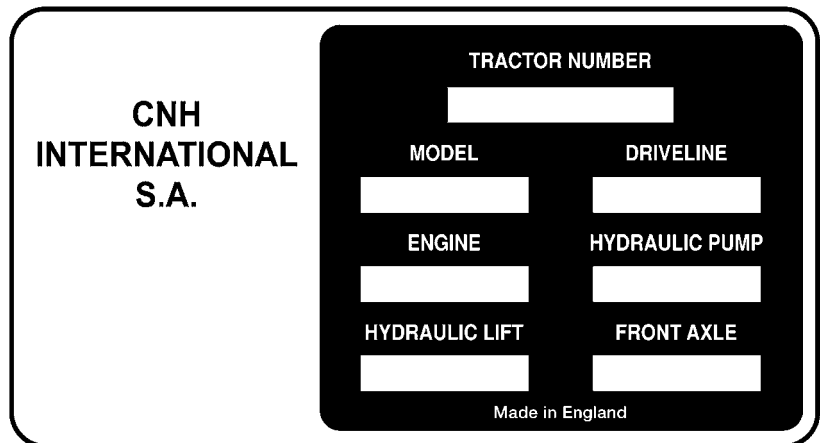 CNH
INTERNATIONAL
S.A.
TRACTOR NUMBER
MODEL
DRIVELINE
ENGINE
HYDRAULIC PUMP
HYDRAULIC LIFT
FRONT AXLE
Made in England